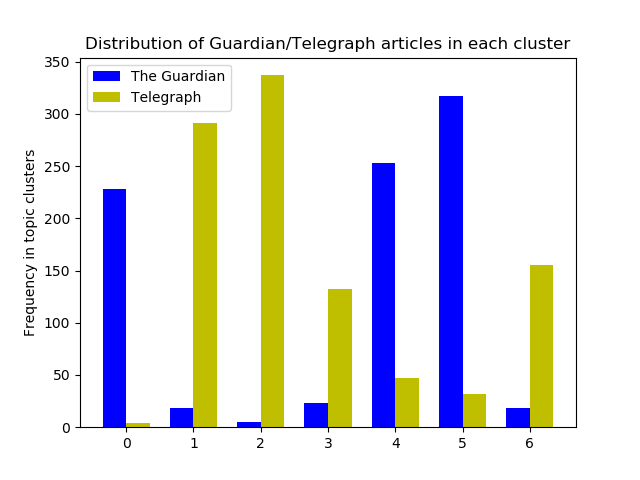 Distribution of Guardian/Telegraph articles in each cluster
The Guardian
Telegraph
Frequency in topic clusters
350
300
250
200
150
100
50
0
0 1 2 3 4 5 6